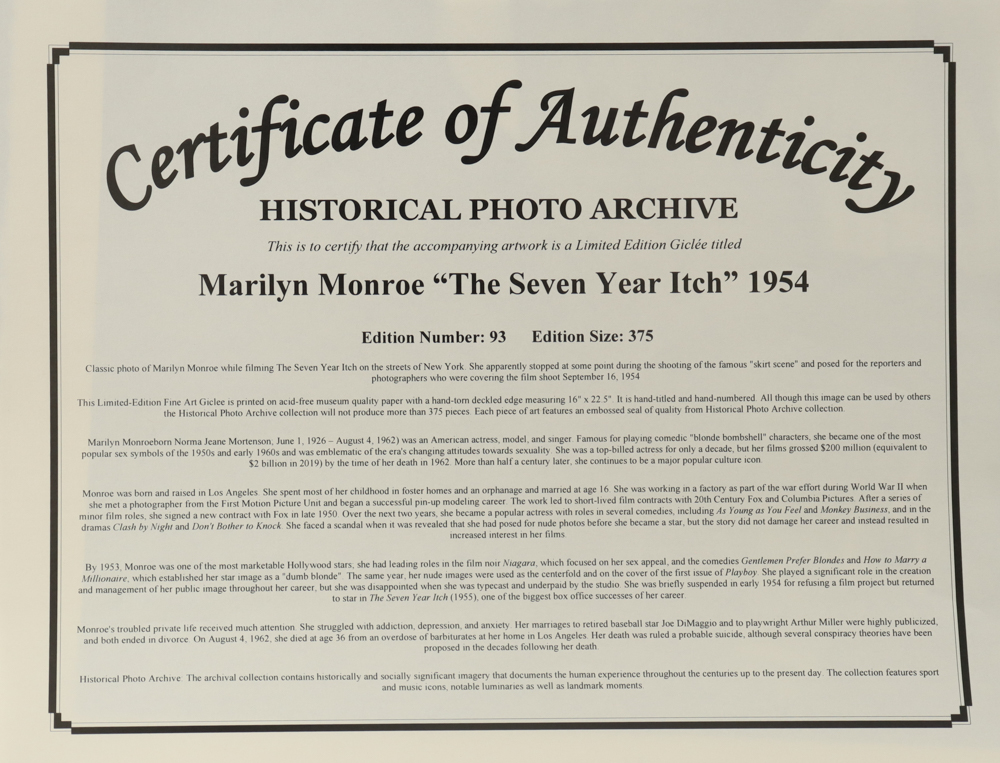 Certificate of Authenticity
HISTORICAL PHOTO ARCHIVE
This is to certify that the accompanying artwork is a Limited Edition Giclée titled
Marilyn Monroe “The Seven Year Itch” 1954
Edition Number: 93 Edition Size: 375
Classic photo of Marilyn Monroe while filming The Seven Year Itch on the streets of New York. She apparently stopped at some point during the shooting of the famous "skirt scene" and posed for the reporters and
photographers who were covering the film shoot September 16, 1954
This Limited-Edition Fine Art Giclee is printed on acid-free museum quality paper with a hand-torn deckled edge measuring 16" x 22.5" It is hand-titled and hand-numbered. All though this image can be used by others
the Historical Photo Archive collection will not produce more than 375 pieces. Each piece of art features an embossed seal of quality from Historical Photo Archive collection.
Marilyn Monroeborn Norma Jeane Mortenson; June 1, 1926 – August 4, 1962) was an American actress, model, and singer. Famous for playing comedic "blonde bombshell" characters, she became one of the most
popular sex symbols of the 1950s and early 1960s and was emblematic of the era's changing attitudes towards sexuality. She was a top-billed actress for only a decade, but her films grossed $200 million (equivalent to
$2 billion in 2019) by the time of her death in 1962. More than half a century later, she continues to be a major popular culture icon.
Monroe was born and raised in Los Angeles. She spent most of her childhood in foster homes and an orphanage and married at age 16. She was working in a factory as part of the war effort during World War II when
she met a photographer from the First Motion Picture Unit and began a successful pin-up modeling career. The work led to short-lived film contracts with 20th Century Fox and Columbia Pictures. After a series of
minor film roles, she signed a new contract with Fox in late 1950. Over the next two years, she became a popular actress with roles in several comedies, including As Young as You Feel and Monkey Business, and in the
dramas Clash by Night and Don't Bother to Knock. She faced a scandal when it was revealed that she had posed for nude photos before she became a star, but the story did not damage her career and instead resulted in
increased interest in her films.
By 1953, Monroe was one of the most marketable Hollywood stars; she had leading roles in the film noir Niagara, which focused on her sex appeal, and the comedies Gentlemen Prefer Blondes and How to Marry a
Millionaire, which established her star image as a "dumb blonde". The same year, her nude images were used as the centerfold and on the cover of the first issue of Playboy. She played a significant role in the creation
and management of her public image throughout her career, but she was disappointed when she was typecast and underpaid by the studio. She was briefly suspended in early 1954 for refusing a film project but returned
to star in The Seven Year Itch (1955), one of the biggest box office successes of her career.
Monroe's troubled private life received much attention. She struggled with addiction, depression, and anxiety. Her marriages to retired baseball star Joe DiMaggio and to playwright Arthur Miller were highly publicized,
and both ended in divorce. On August 4, 1962, she died at age 36 from an overdose of barbiturates at her home in Los Angeles. Her death was ruled a probable suicide, although several conspiracy theories have been
proposed in the decades following her death.
Historical Photo Archive. The archival collection contains historically and socially significant imagery that documents the human experience throughout the centuries up to the present day. The collection features sport
and music icons, notable luminaries as well as landmark moments.